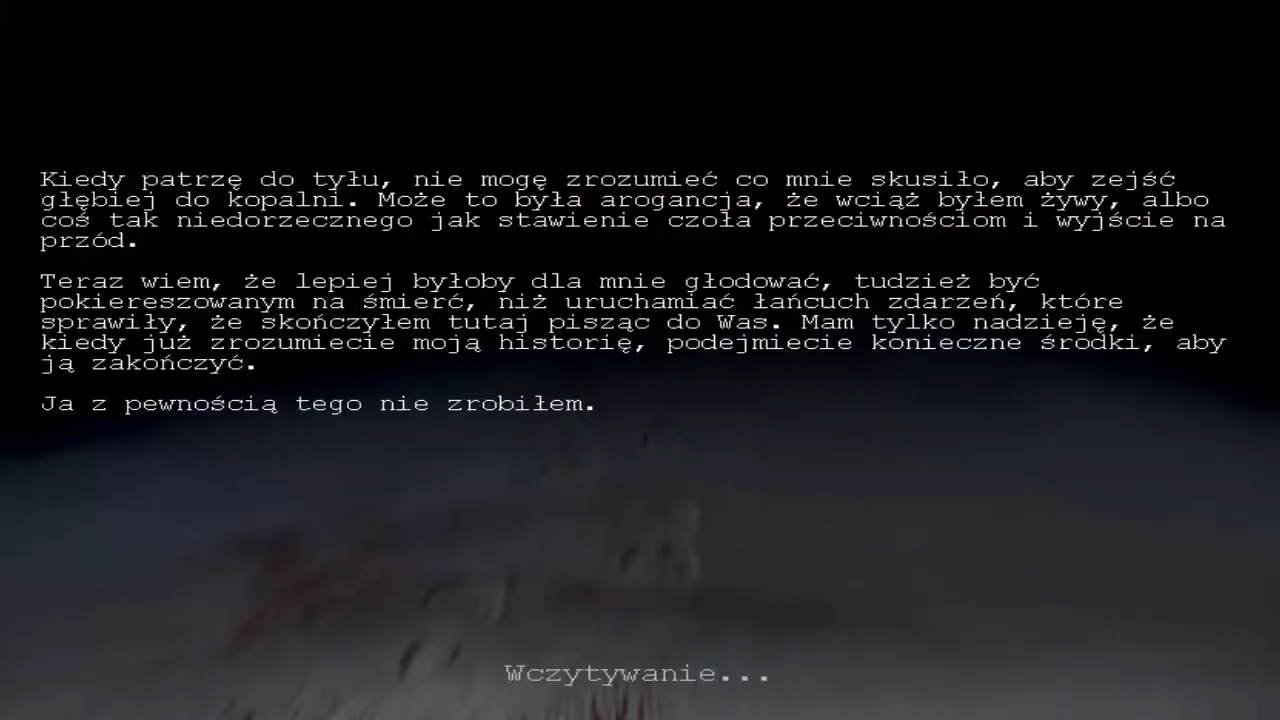 Kiedy patrzę do tyłu, nie mogę zrozumieć co mnie skusiło, aby zejść
głębiej do kopalni. Może to była arogancja, że wciąż byłem żywy, albo
coś tak niedorzecznego jak stawienie czoła przeciwnościom i wyjście na
przód.
Teraz wiem, że lepiej byłoby dla mnie głodować, tudzież być
pokiereszowanym na śmierć, niż uruchamiać łańcuch zdarzeń, które
sprawiły, że skończyłem tutaj pisząc do Was. Mam tylko nadzieję, że
kiedy już zrozumiecie moją historię, podejmiecie konieczne środki, aby
ją zakończyć.
Ja z pewnością tego nie zrobiłem.
Wczytywanie...